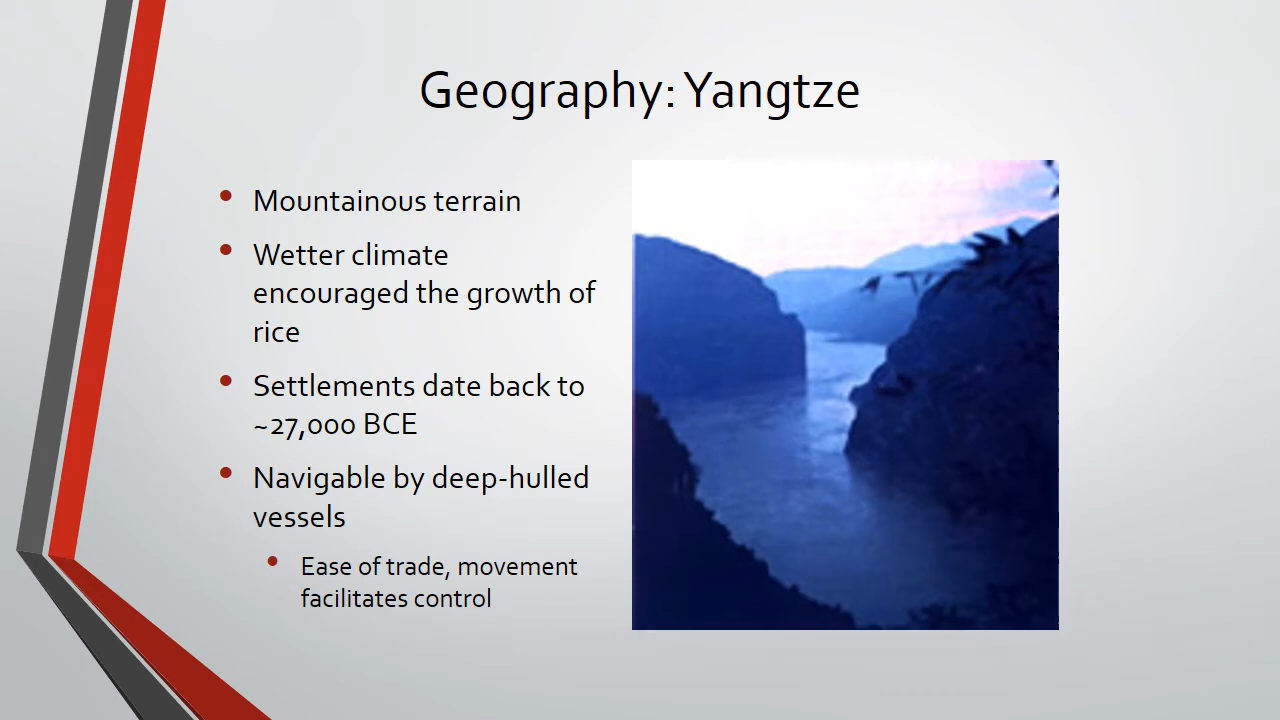 Geography: Yangtze
Mountainous terrain
Wetter climate
encouraged the growth of
rice
Settlements date back to
~27,000 BCE
Navigable by deep-hulled
vessels
Ease of trade, movement
facilitates control